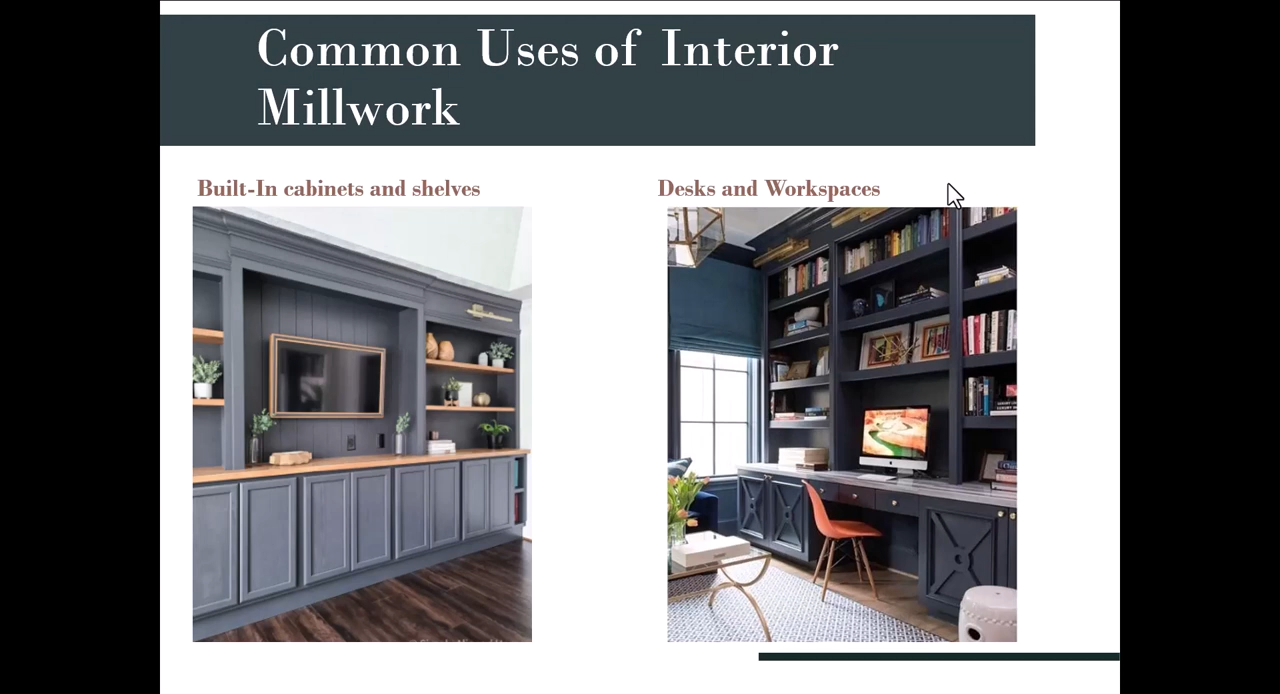 Common Uses of Interior
Millwork
Built-In cabinets and shelves
Desks and Workspaces